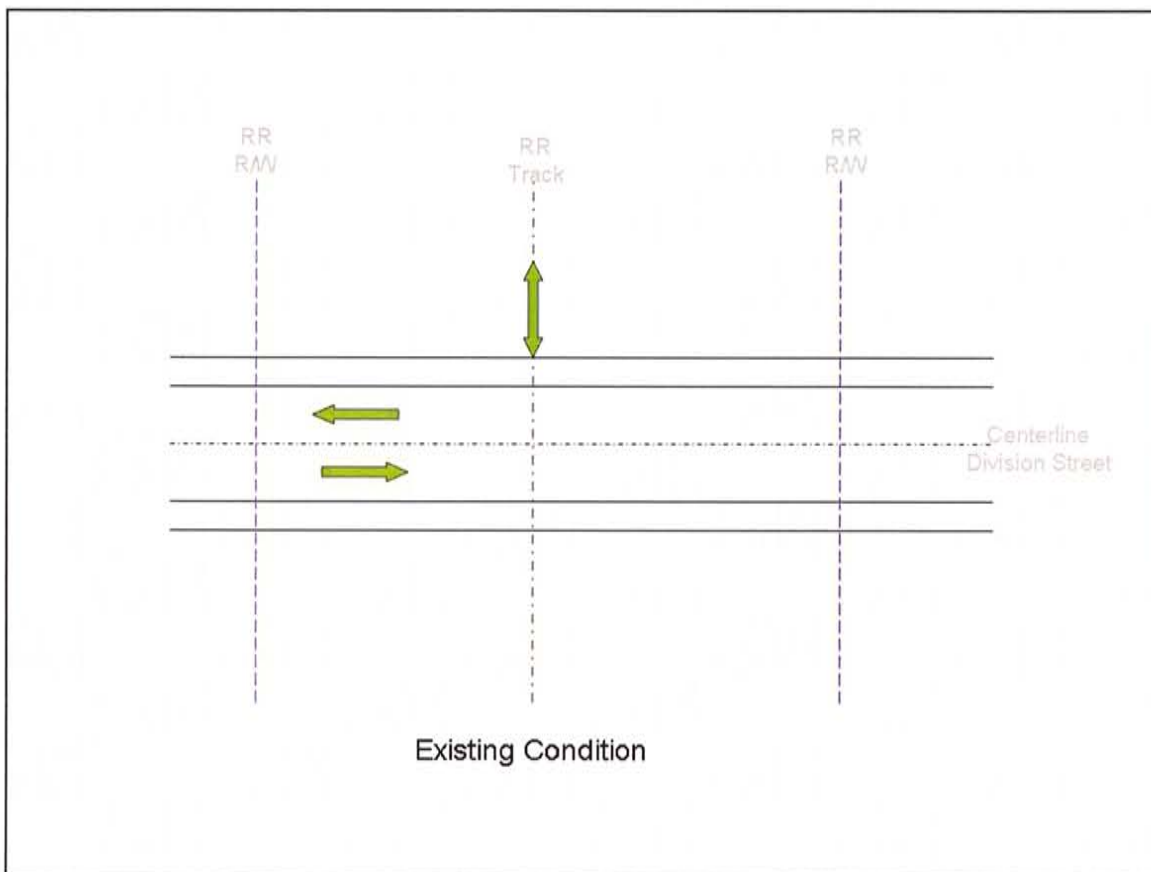 RR
R/W
RR
Track
RR
R/W
Centerline
Division Street
Existing Condition